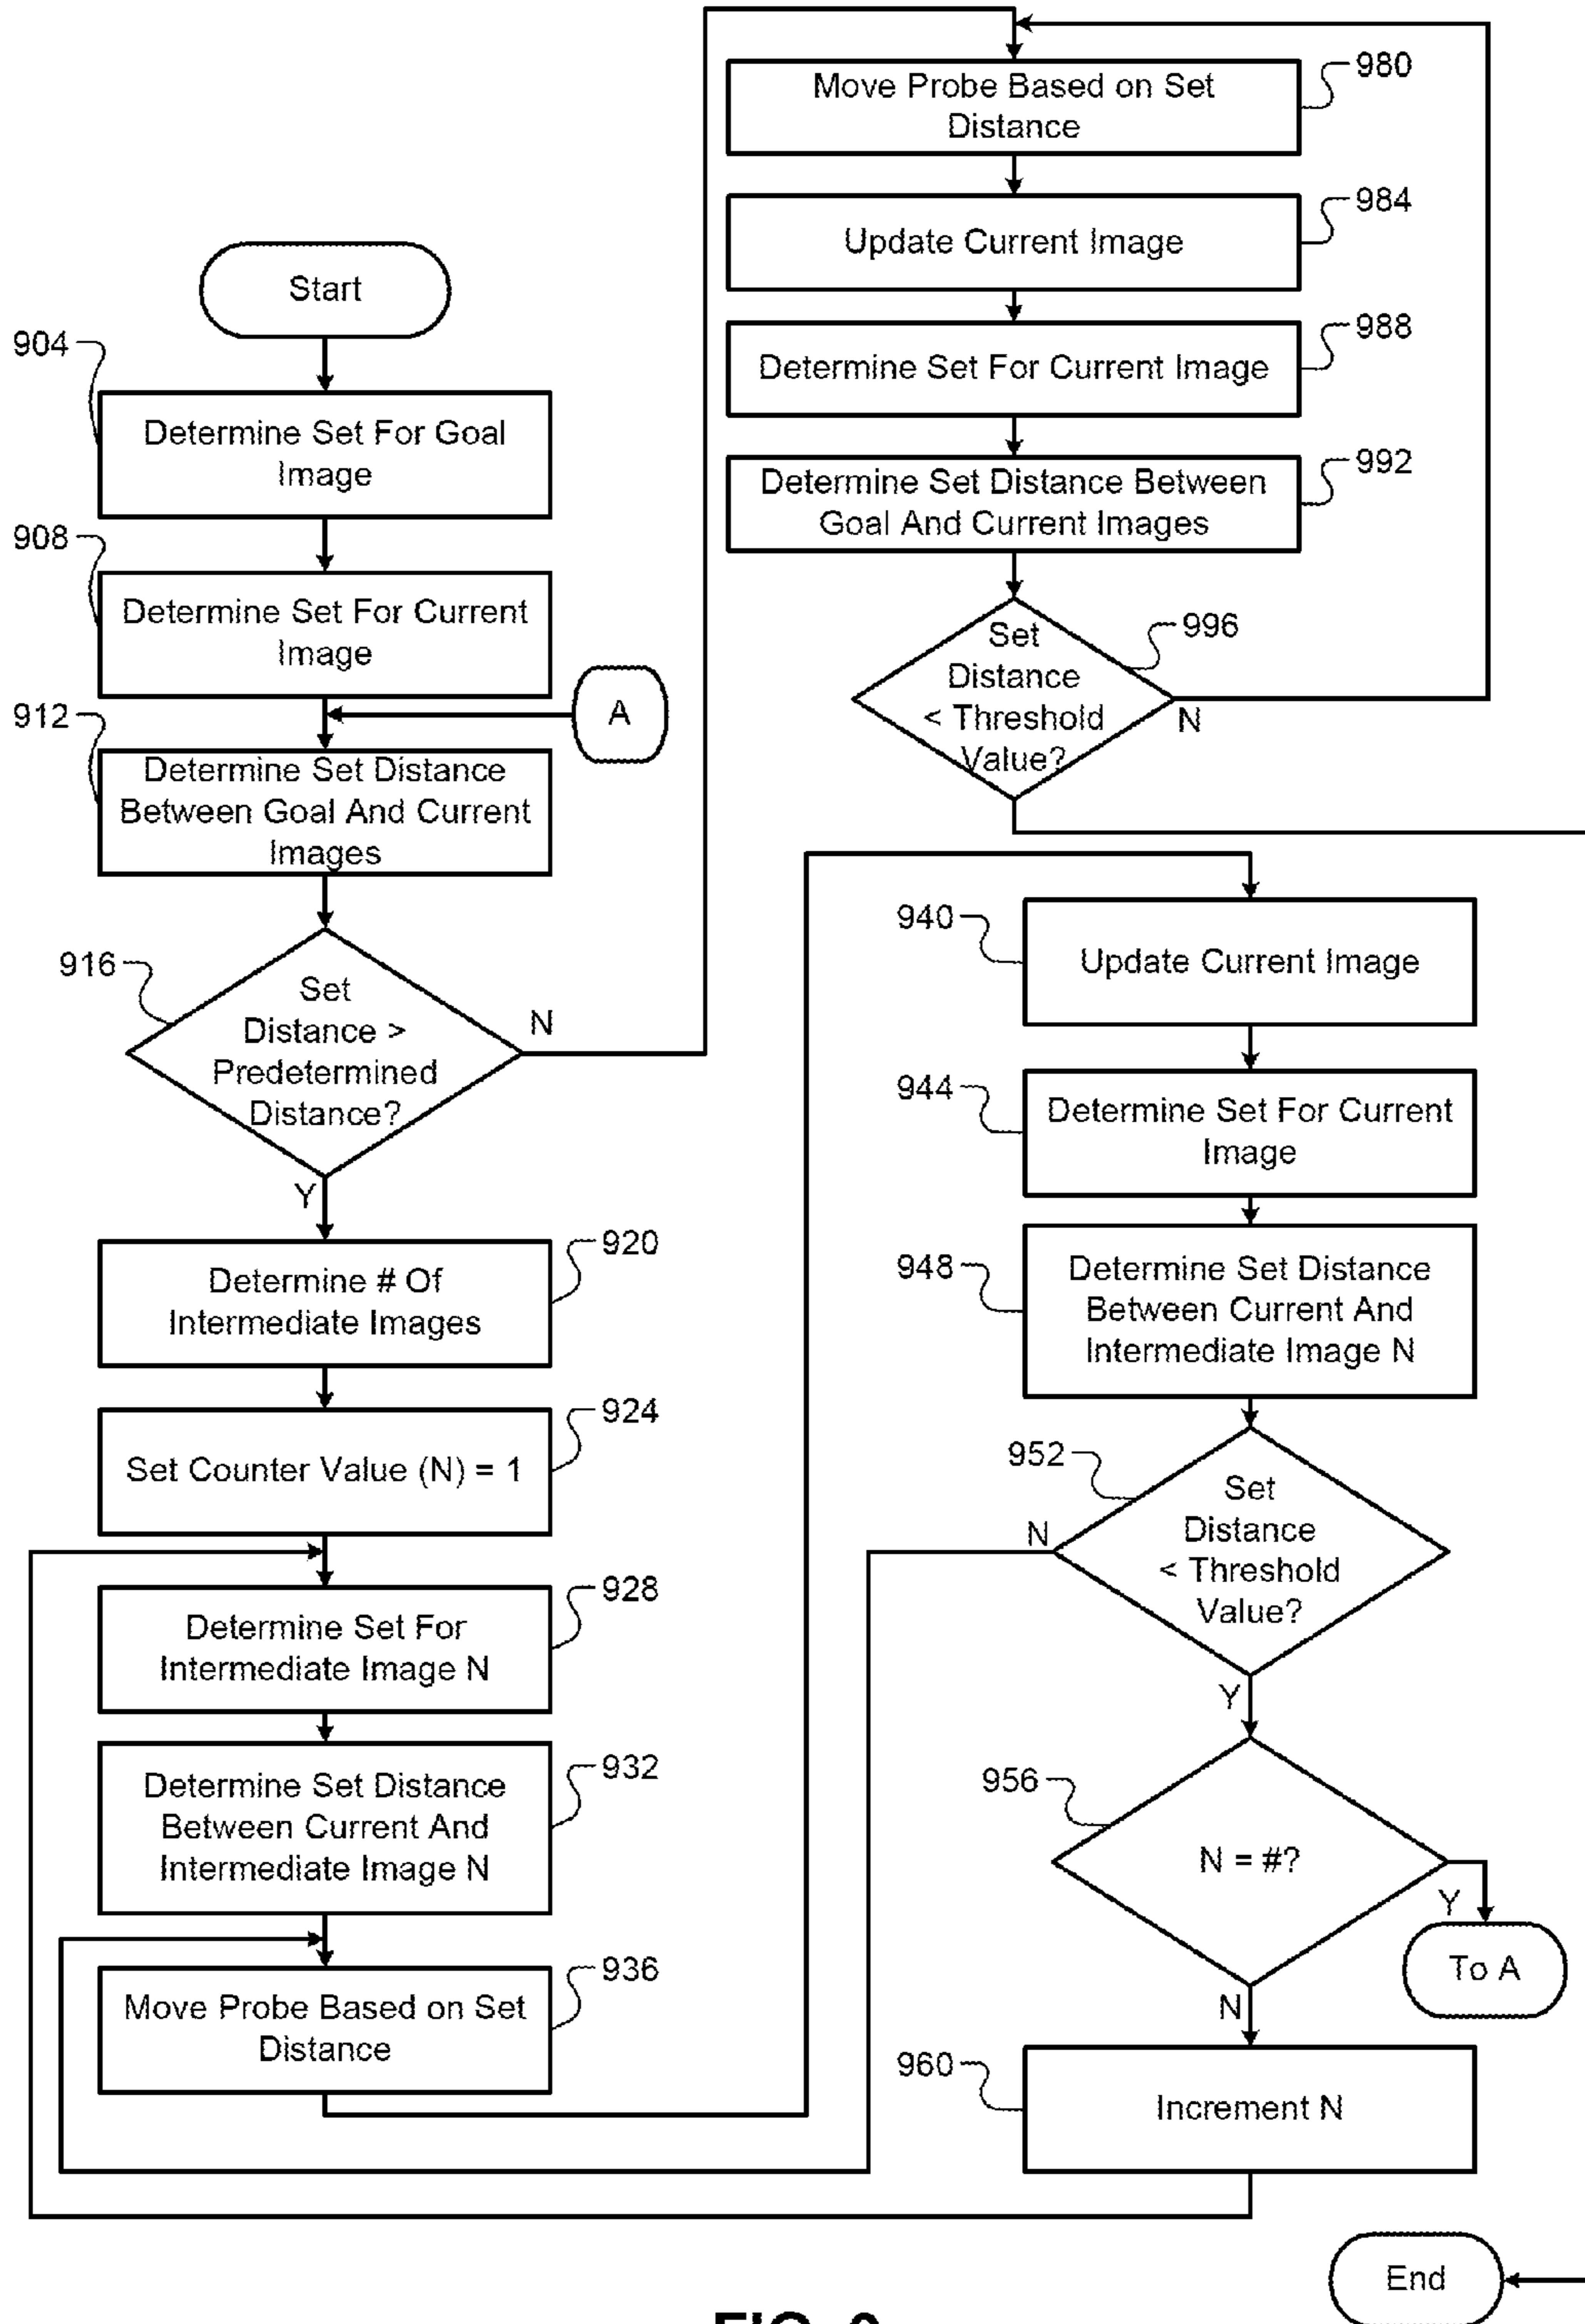 Start
904
Determine Set For Goal
Image
908
Determine Set For Current
Image
A
912
Determine Set Distance
Between Goal And Current
Images
916
Set
Distance >
Predetermined
Distance?
N
Y
920
Determine # Of
Intermediate Images
924
Set Counter Value (N) = 1
928
Determine Set For
Intermediate Image N
932
Determine Set Distance
Between Current And
Intermediate Image N
936
Move Probe Based on Set
Distance
980
Move Probe Based on Set
Distance
984
Update Current Image
988
Determine Set For Current Image
992
Determine Set Distance Between
Goal And Current Images
996
Set
Distance
< Threshold
Value?
N
940
Update Current Image
944
Determine Set For Current
Image
948
Determine Set Distance
Between Current And
Intermediate Image N
952
Set
Distance
< Threshold
Value?
N
Y
956
N = #?
Y
To A
N
960
Increment N
End